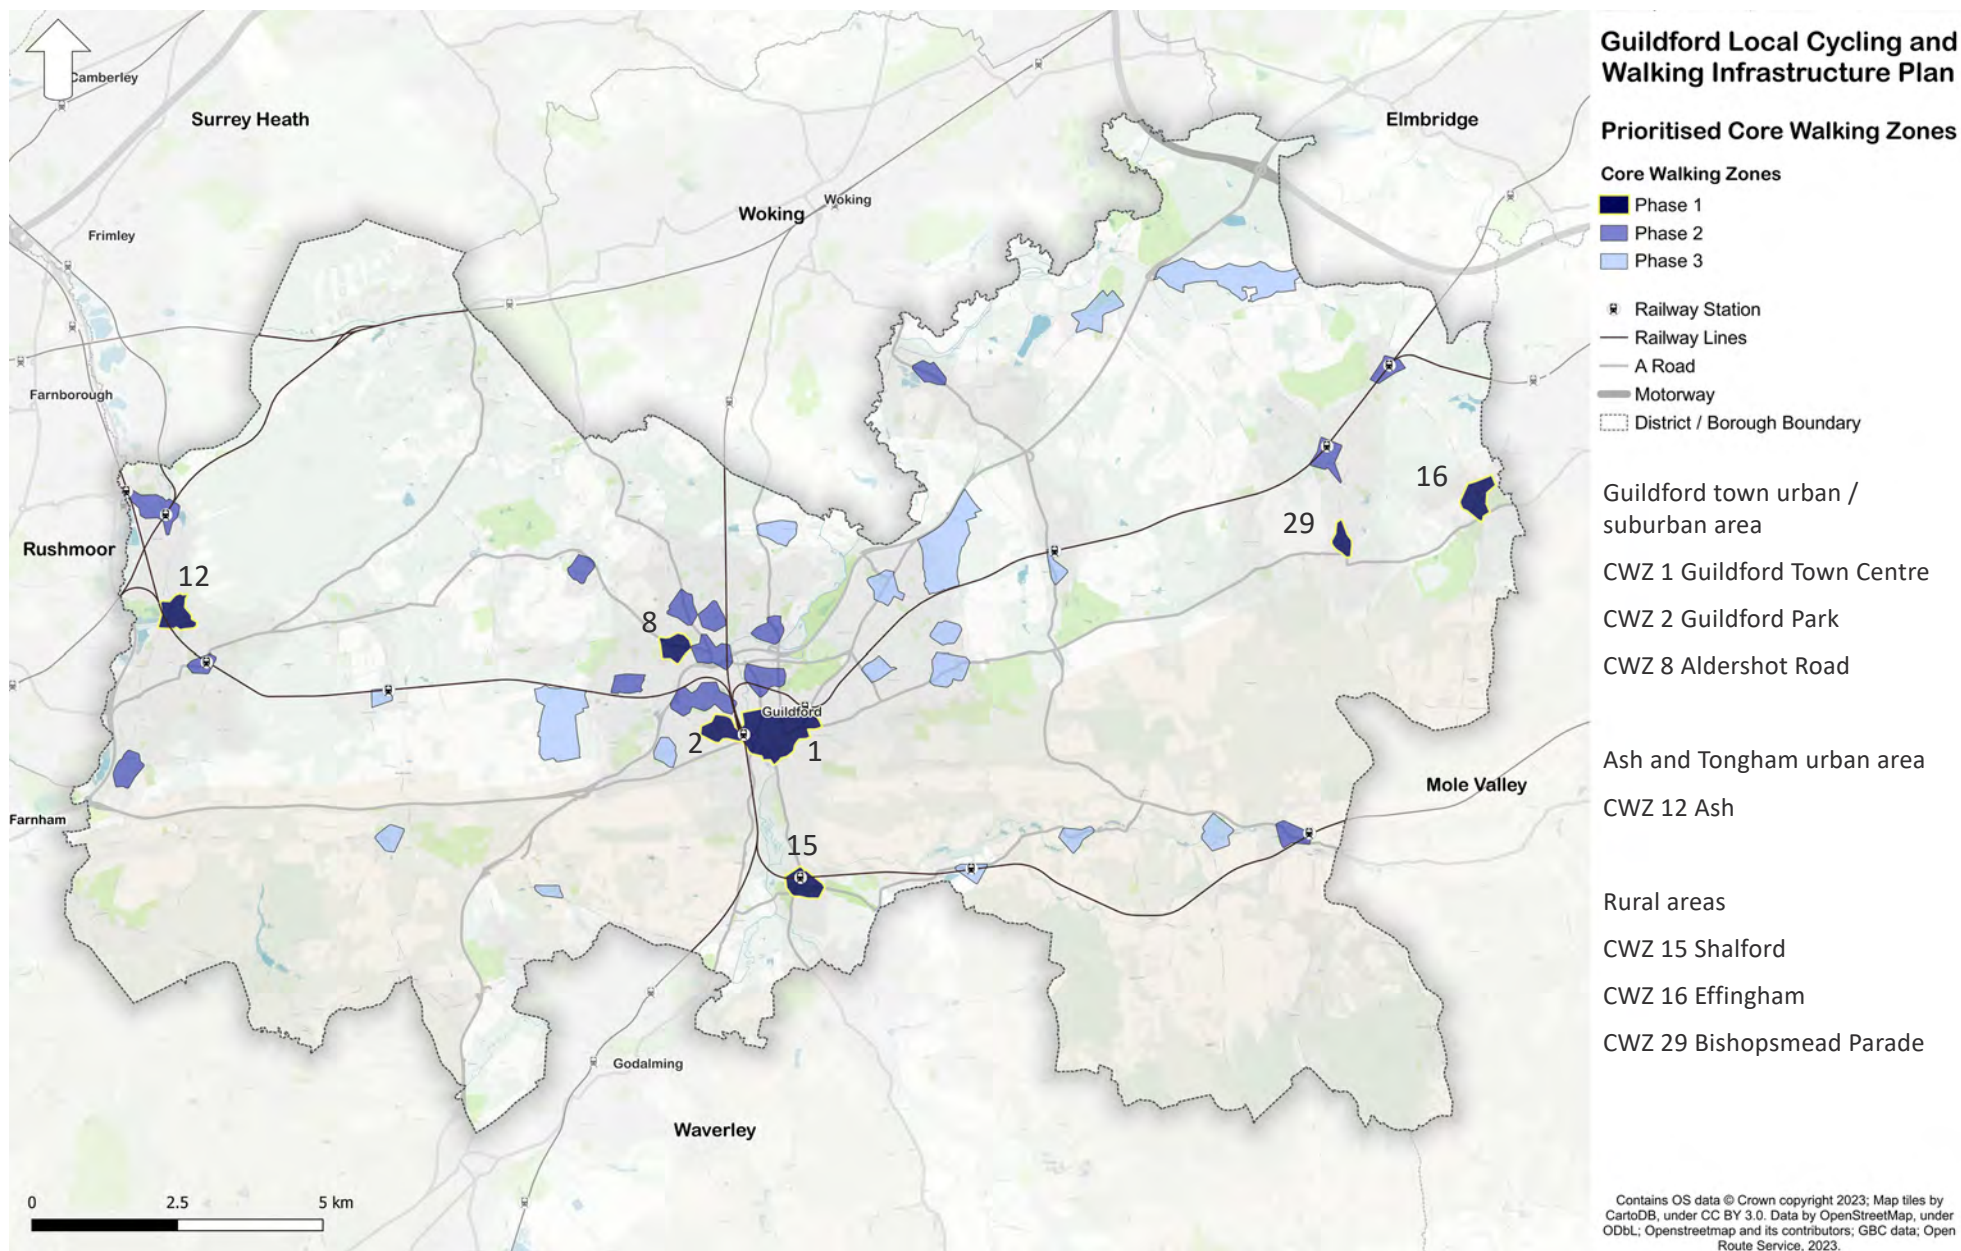 Camberley
Surrey Heath
Elmbridge
Woking
Woking
Frimley
Farnborough
16
29
Rushmoor
12
8
Guildford
2
1
Mole Valley
Farnham
15
Godalming
Waverley
0 2.5 5 km
Guildford Local Cycling and
Walking Infrastructure Plan
Prioritised Core Walking Zones
Core Walking Zones
Phase 1
Phase 2
Phase 3
Railway Station
Railway Lines
A Road
Motorway
District / Borough Boundary
Guildford town urban /
suburban area
CWZ 1 Guildford Town Centre
CWZ 2 Guildford Park
CWZ 8 Aldershot Road
Ash and Tongham urban area
CWZ 12 Ash
Rural areas
CWZ 15 Shalford
CWZ 16 Effingham
CWZ 29 Bishopsmead Parade
Contains OS data © Crown copyright 2023; Map tiles by
CartoDB, under CC BY 3.0. Data by OpenStreetMap, under
ODbL; Openstreetmap and its contributors; GBC data; Open
Route Service, 2023.